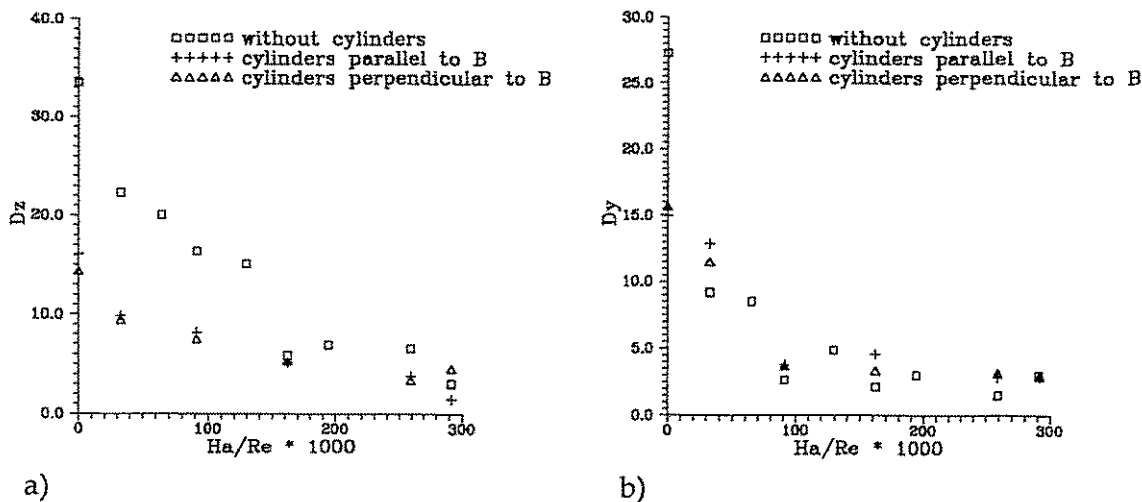 40.0
30.0
20.0
10.0
0.0
Dz
without cylinders
cylinders parallel to B
cylinders perpendicular to B
0 100 200 300
Ha/Re * 1000
a)
30.0
25.0
20.0
15.0
10.0
5.0
0.0
Dy
without cylinders
cylinders parallel to B
cylinders perpendicular to B
0 100 200 300
Ha/Re * 1000
b)